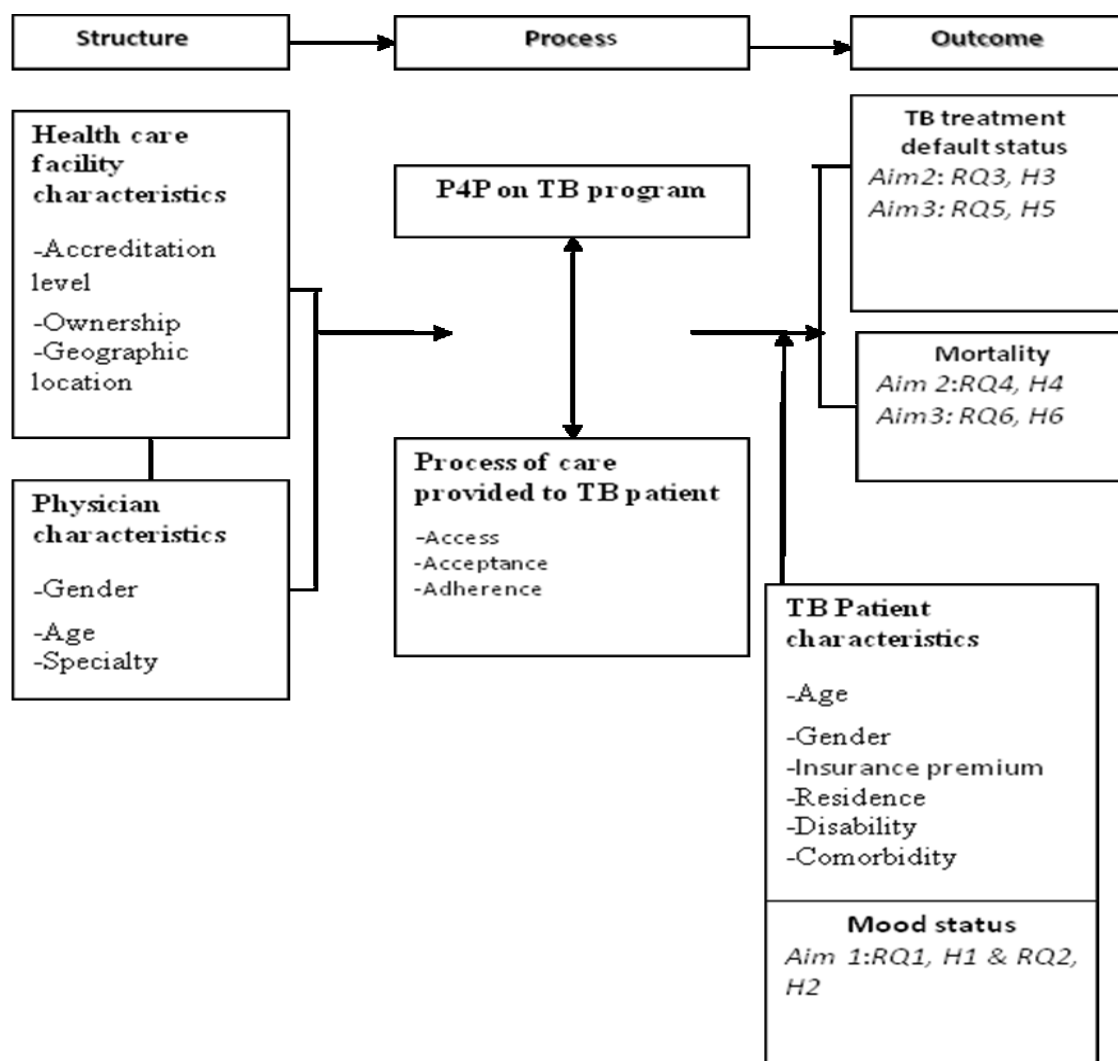 Structure
Process
Outcome
Health care
facility
characteristics
-Accreditation
level
-Ownership
-Geographic
location
Physician
characteristics
-Gender
-Age
-Specialty
P4P on TB program
Process of care
provided to TB patient
-Access
-Acceptance
-Adherence
TB treatment
default status
Aim2: RQ3, H3
Aim3: RQ5, H5
Mortality
Aim 2:RQ4, H4
Aim3: RQ6, H6
TB Patient
characteristics
-Age
-Gender
-Insurance premium
-Residence
-Disability
-Comorbidity
Mood status
Aim 1:RQ1, H1 & RQ2,
H2